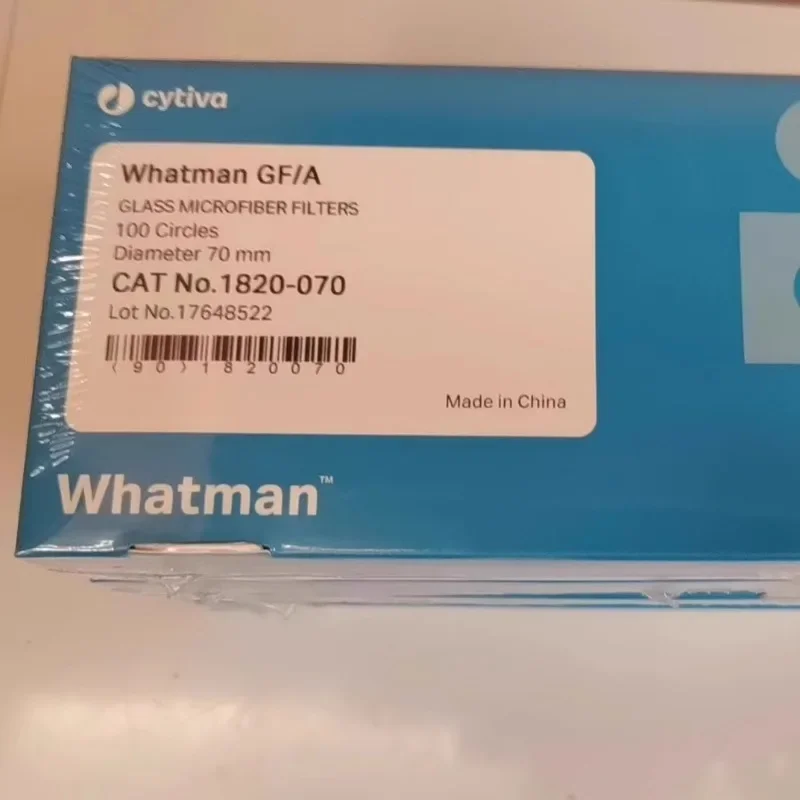 cytiva
Whatman GF/A
GLASS MICROFIBER FILTERS
100 Circles
Diameter 70 mm
CAT No.1820-070
Lot No.17648522
(90)1820070
Made in China
Whatman™